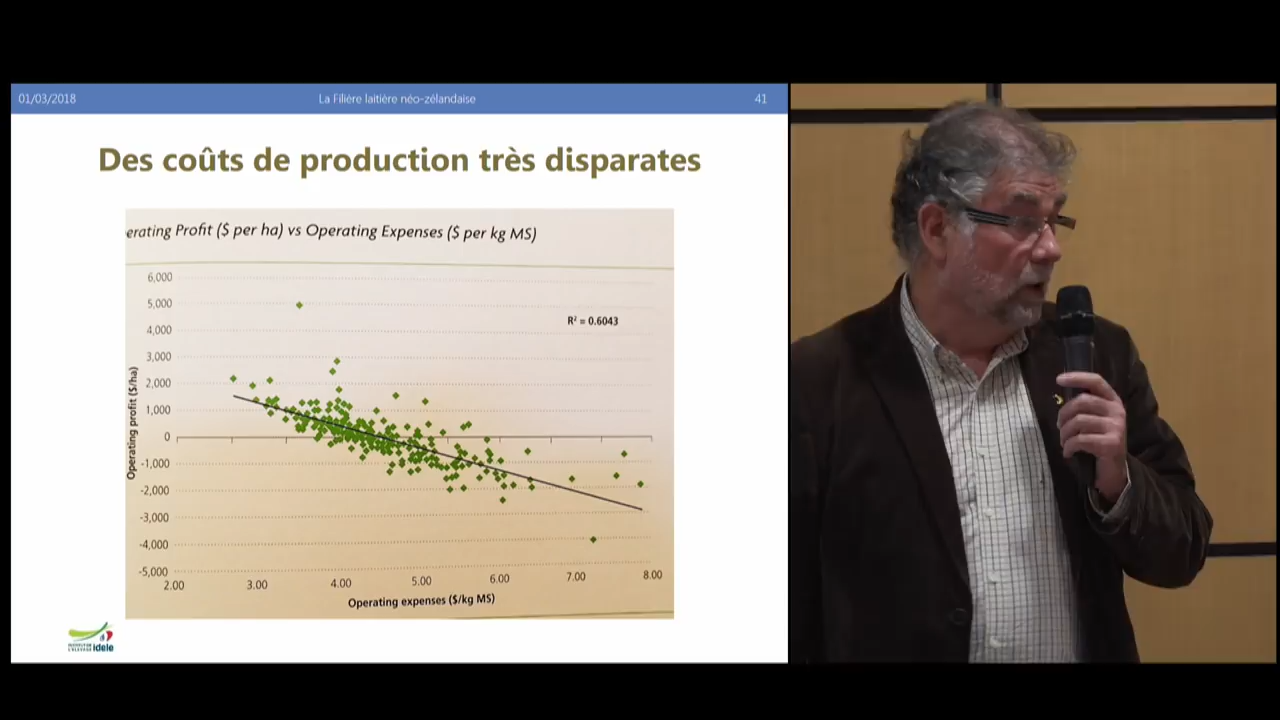 01/03/2018 La Filière laitière néo-zélandaise 41
Des coûts de production très disparates
erating Profit ($ per ha) vs Operating Expenses ($ per kg MS)
6,000
5,000
4,000
3,000
2,000
1,000
0
-1,000
-2,000
-3,000
-4,000
-5,000
R² = 0.6043
Operating profit ($/ha)
2.00 3.00 4.00 5.00 6.00 7.00 8.00
Operating expenses ($/kg MS)
INSTITUT DE
L'ELEVAGE idele